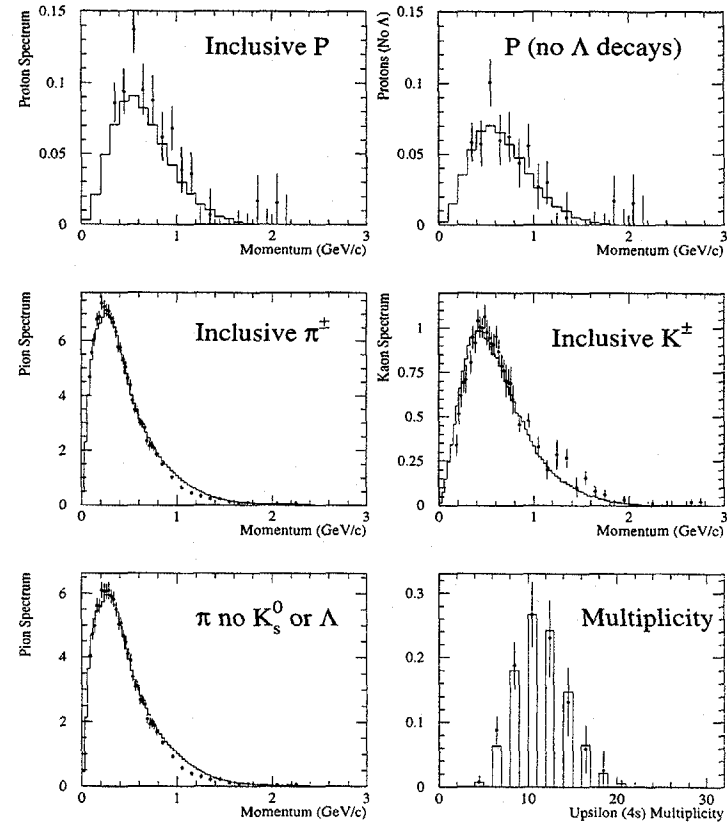 Proton Spectrum
0.15
0.1
0.05
0
Inclusive P
0 1 2 3
Momentum (GeV/c)
Protons (No Λ)
0.15
0.1
0.05
0
P (no Λ decays)
0 1 2 3
Momentum (GeV/c)
Pion Spectrum
6
4
2
0
Inclusive π±
0 1 2 3
Momentum (GeV/c)
Kaon Spectrum
1
0.75
0.5
0.25
0
Inclusive K±
0 1 2 3
Momentum (GeV/c)
Pion Spectrum
6
4
2
0
π no K⁰ₛ or Λ
0 1 2 3
Momentum (GeV/c)
0.3
0.2
0.1
0
Multiplicity
0 10 20 30
Upsilon (4s) Multiplicity